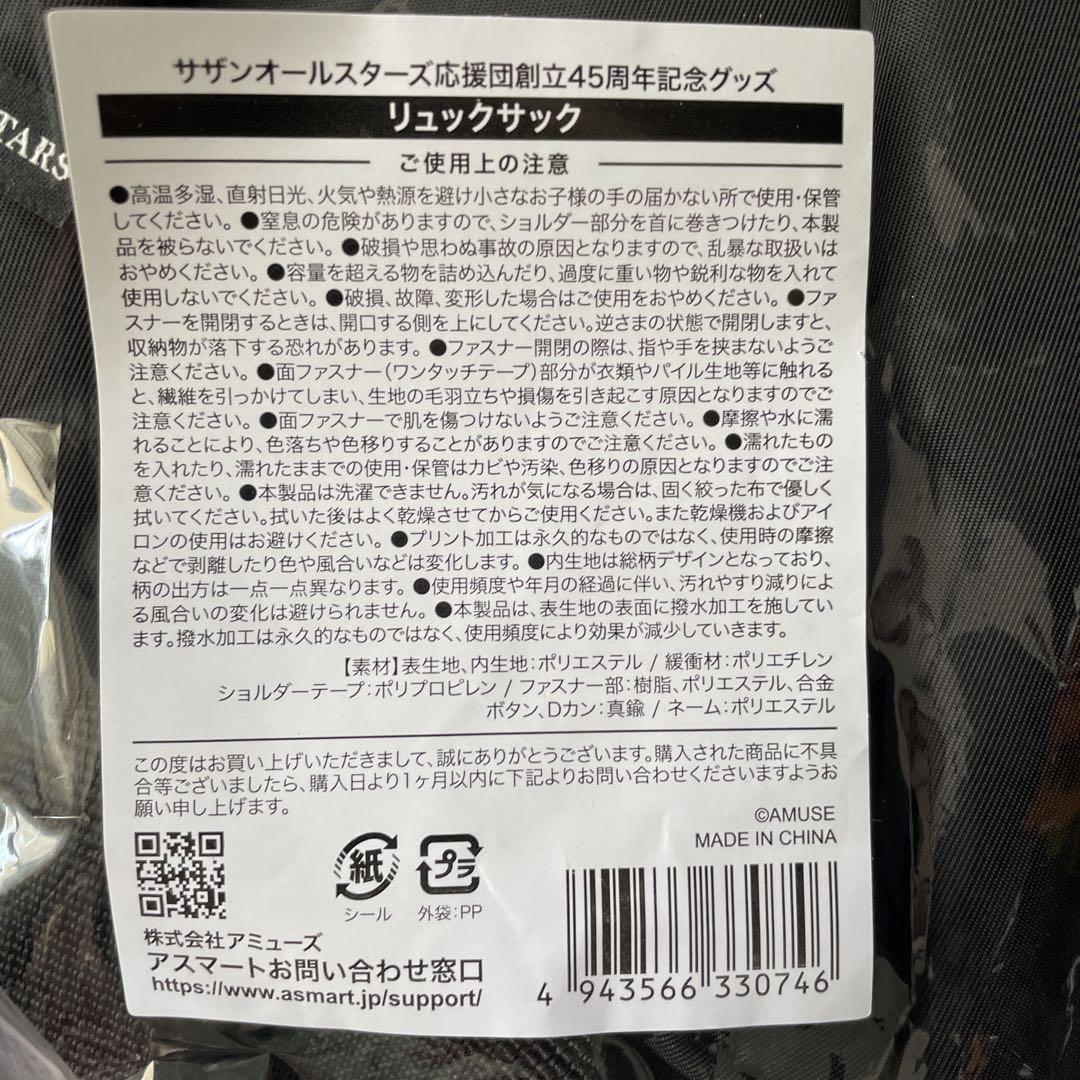 TARS
サザンオールスターズ応援団創立45周年記念グッズ
リュックサック
ご使用上の注意
●高温多湿、直射日光、火気や熱源を避け小さなお子様の手の届かない所で使用・保管
してください。●窒息の危険がありますので、ショルダー部分を首に巻きつけたり、本製
品を被らないでください。●破損や思わぬ事故の原因となりますので、乱暴な取扱いは
おやめください。●容量を超える物を詰め込んだり、過度に重い物や鋭利な物を入れて
使用しないでください。●破損、故障、変形した場合はご使用をおやめください。●ファ
スナーを開閉するときは、開口する側を上にしてください。逆さまの状態で開閉しますと、
収納物が落下する恐れがあります。●ファスナー開閉の際は、指や手を挟まないようご
注意ください。●面ファスナー（ワンタッチテープ）部分が衣類やパイル生地等に触れる
と、繊維を引っかけてしまい、生地の毛羽立ちや損傷を引き起こす原因となりますのでご
注意ください。●面ファスナーで肌を傷つけないようご注意ください。●摩擦や水に濡
れることにより、色落ちや色移りすることがありますのでご注意ください。●濡れたもの
を入れたり、濡れたままでの使用・保管はカビや汚染、色移りの原因となりますのでご注
意ください。●本製品は洗濯できません。汚れが気になる場合は、固く絞った布で優しく
拭いてください。拭いた後はよく乾燥させてからご使用ください。また乾燥機およびアイ
ロンの使用はお避けください。●プリント加工は永久的なものではなく、使用時の摩擦
などで剥離したり色や風合いなどは変化します。●内生地は総柄デザインとなっており、
柄の出方は一点一点異なります。●使用頻度や年月の経過に伴い、汚れやすり減りによ
る風合いの変化は避けられません。●本製品は、表生地の表面に撥水加工を施してい
ます。撥水加工は永久的なものではなく、使用頻度により効果が減少していきます。
【素材】表生地、内生地：ポリエステル / 緩衝材：ポリエチレン
ショルダーテープ：ポリプロピレン / ファスナー部：樹脂、ポリエステル、合金
ボタン、Dカン：真鍮 / ネーム：ポリエステル
この度はお買い上げいただきまして、誠にありがとうございます。購入された商品に不具
合等ございましたら、購入日より1ヶ月以内に下記よりお問い合わせくださいますようお
願い申し上げます。
©AMUSE
MADE IN CHINA
紙
プラ
シール
外袋：PP
株式会社アミューズ
アスマートお問い合わせ窓口
https://www.asmart.jp/support/
4 943566 330746